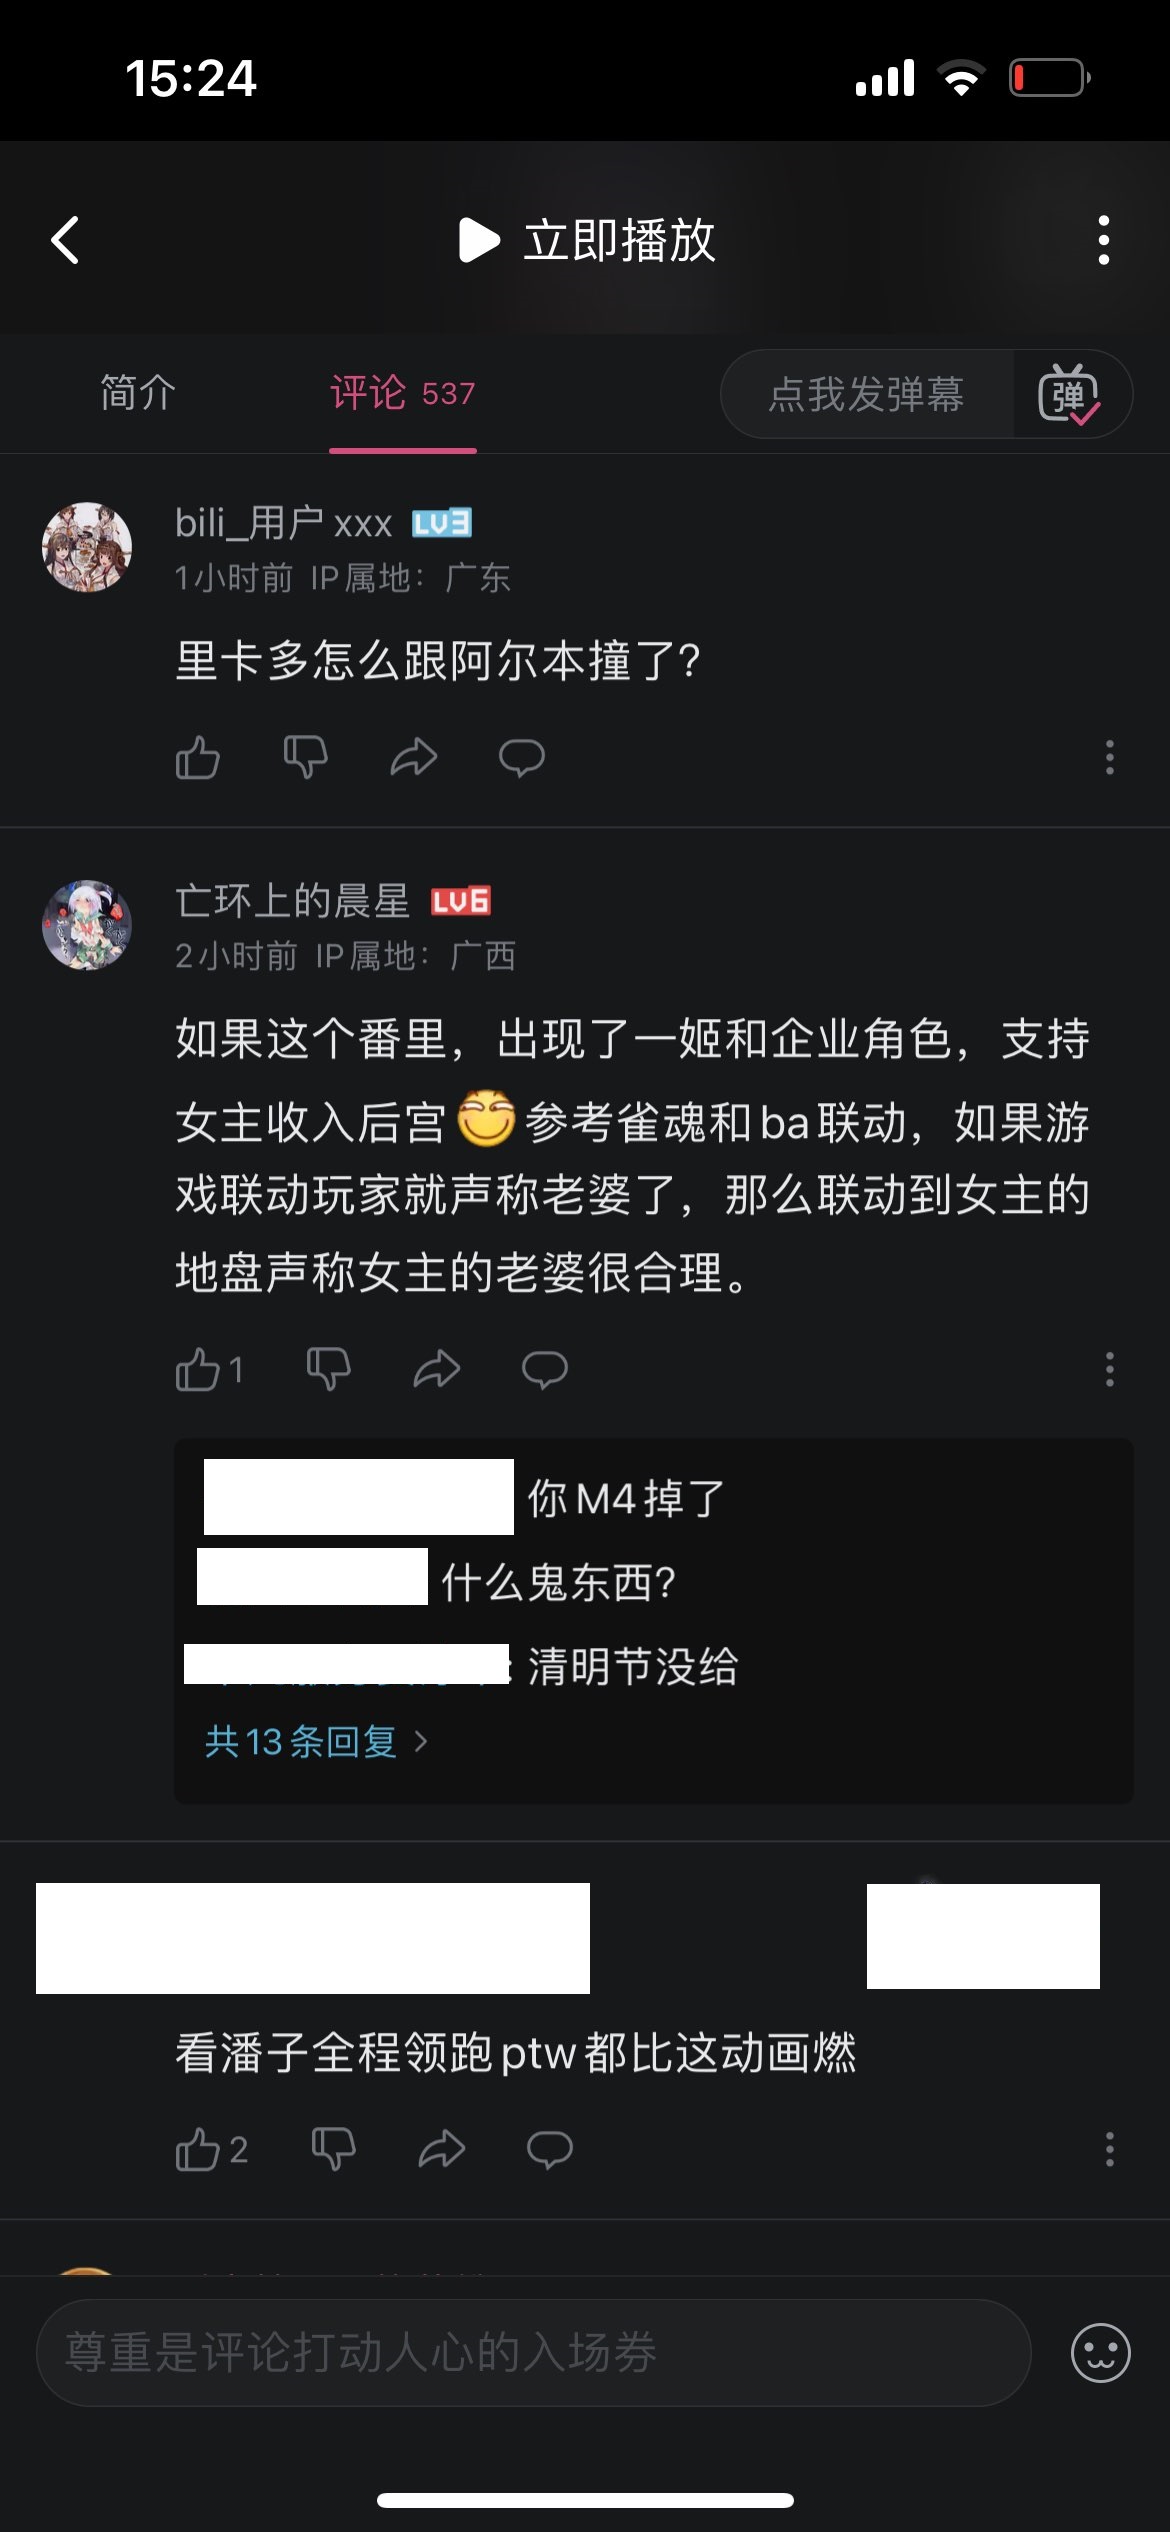 15:24
立即播放
简介
评论 537
点我发弹幕
弹
bili_用户xxx LV3
1小时前 IP属地：广东
里卡多怎么跟阿尔本撞了?
亡环上的晨星 LV6
2小时前 IP属地：广西
如果这个番里，出现了一姬和企业角色，支持
女主收入后宫参考雀魂和ba联动，如果游
戏联动玩家就声称老婆了，那么联动到女主的
地盘声称女主的老婆很合理。
1
你M4掉了
什么鬼东西?
: 清明节没给
共13条回复 >
看潘子全程领跑ptw都比这动画燃
2
尊重是评论打动人心的入场券